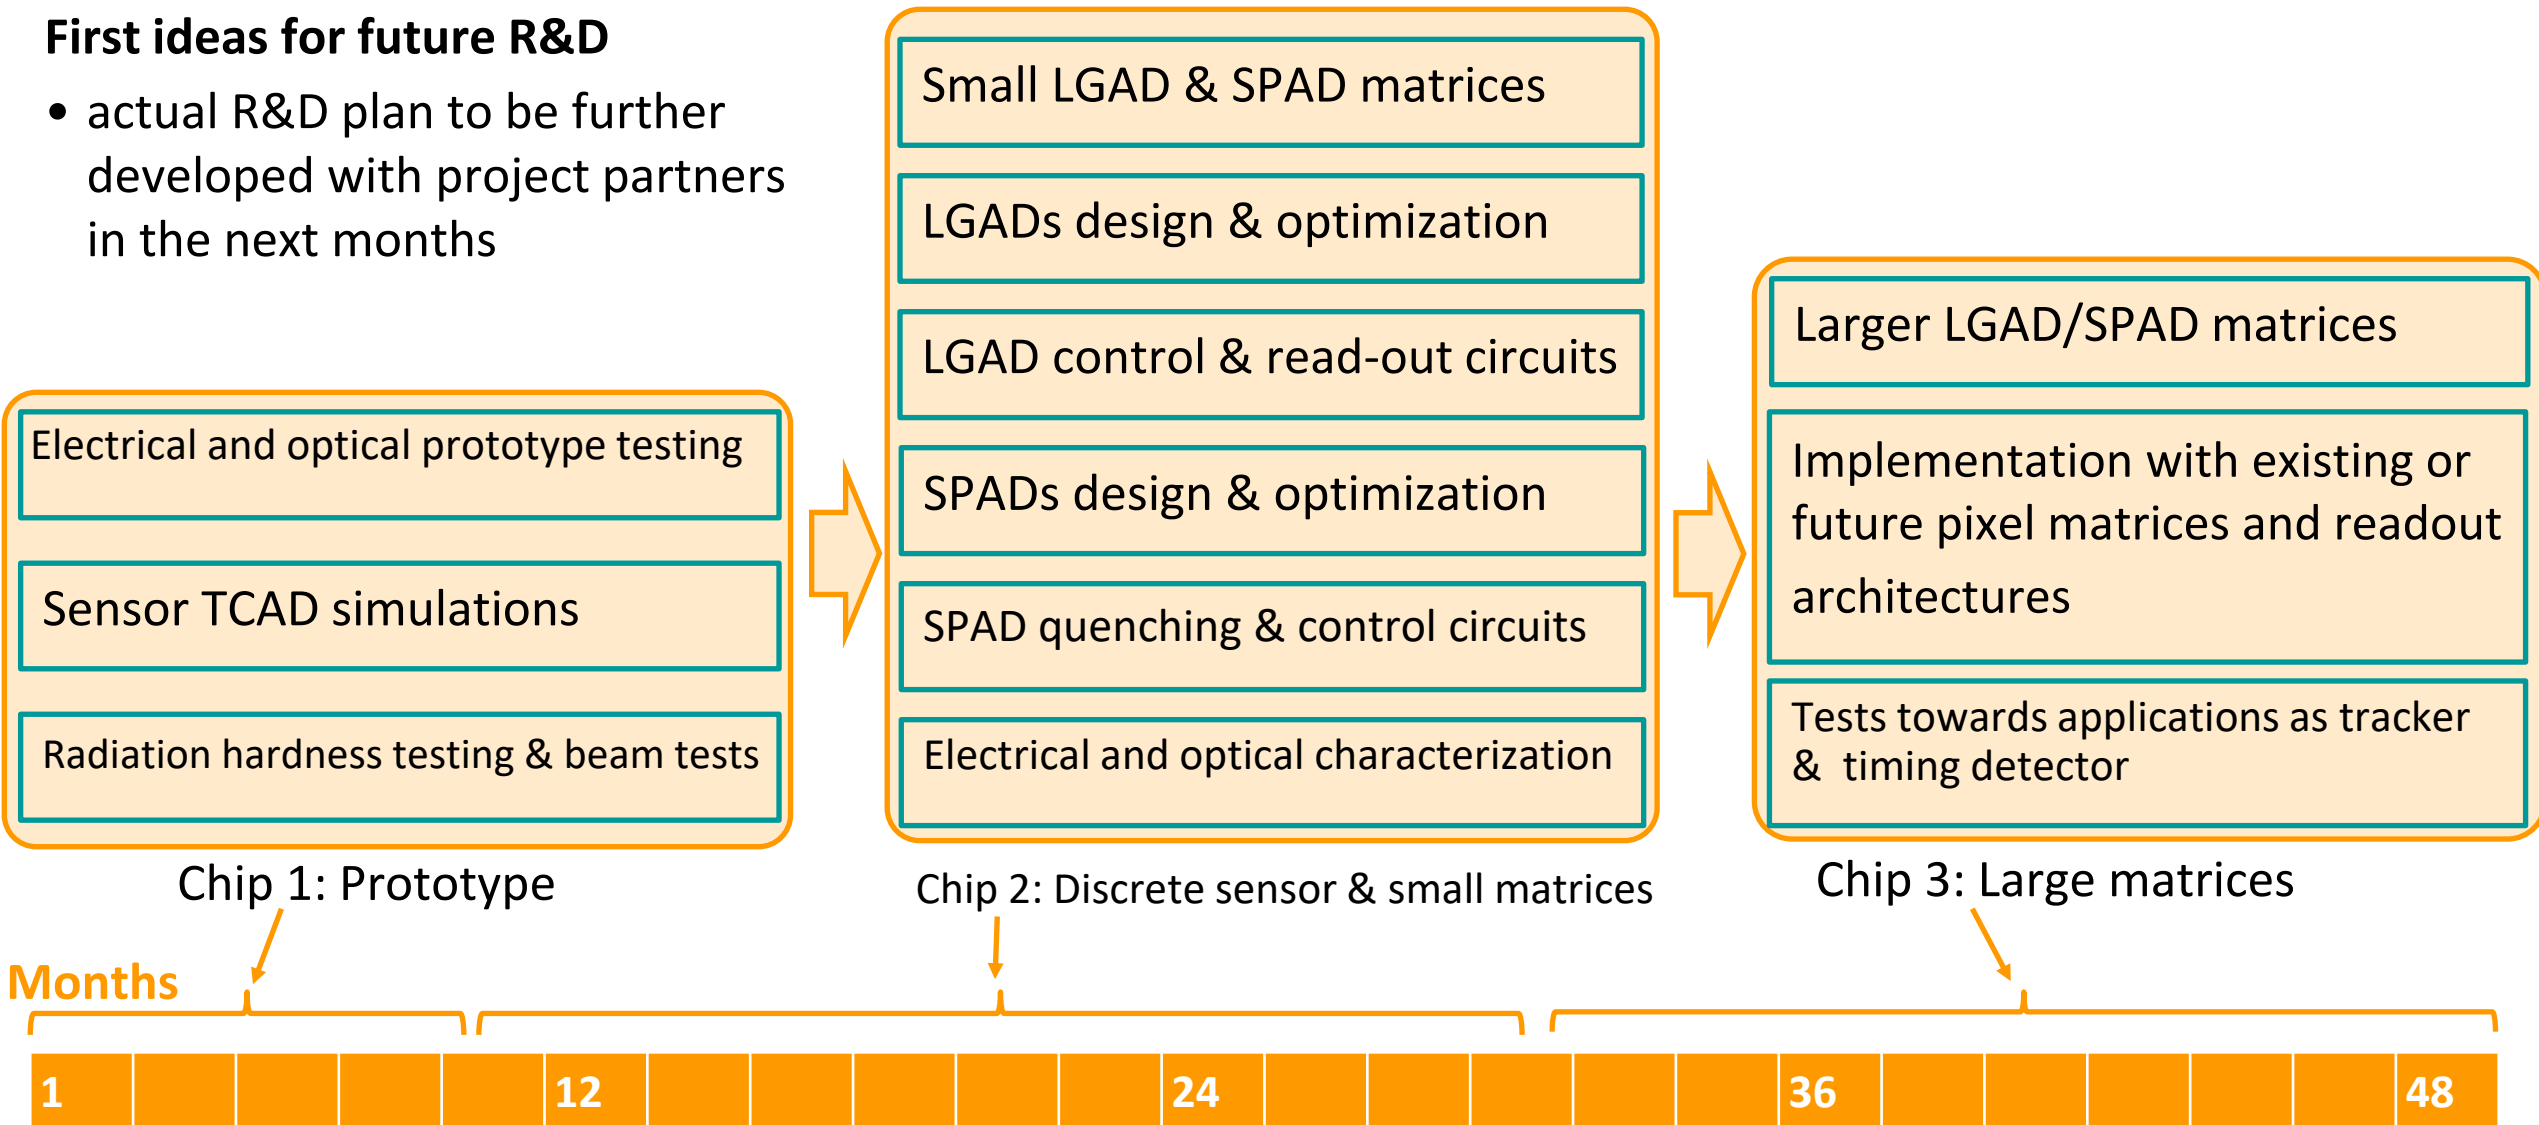 First ideas for future R&D
• actual R&D plan to be further
developed with project partners
in the next months
Electrical and optical prototype testing
Sensor TCAD simulations
Radiation hardness testing & beam tests
Chip 1: Prototype
Small LGAD & SPAD matrices
LGADs design & optimization
LGAD control & read-out circuits
SPADs design & optimization
SPAD quenching & control circuits
Electrical and optical characterization
Chip 2: Discrete sensor & small matrices
Larger LGAD/SPAD matrices
Implementation with existing or
future pixel matrices and readout
architectures
Tests towards applications as tracker
& timing detector
Chip 3: Large matrices
Months
1 12 24 36 48